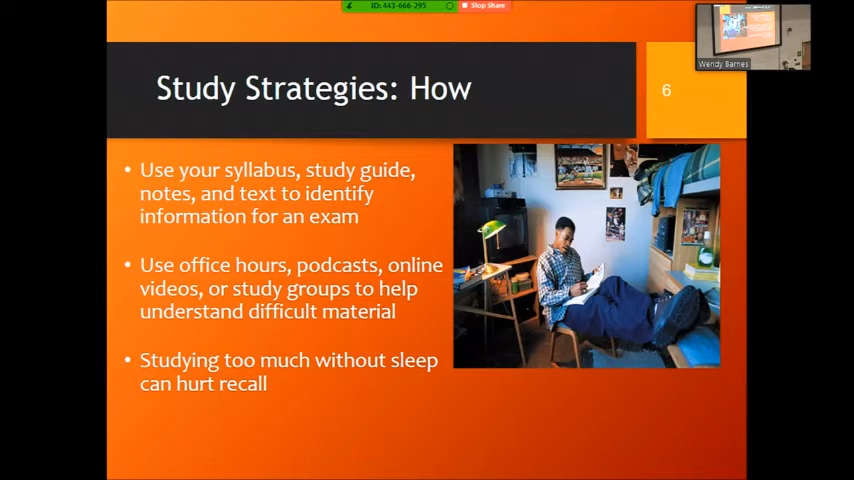 ID: 443-666-295
Stop Share
Wendy Barnes
Study Strategies: How
6
• Use your syllabus, study guide,
notes, and text to identify
information for an exam
• Use office hours, podcasts, online
videos, or study groups to help
understand difficult material
• Studying too much without sleep
can hurt recall